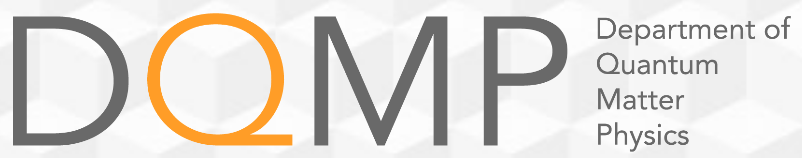 DQMP
Department of
Quantum
Matter
Physics